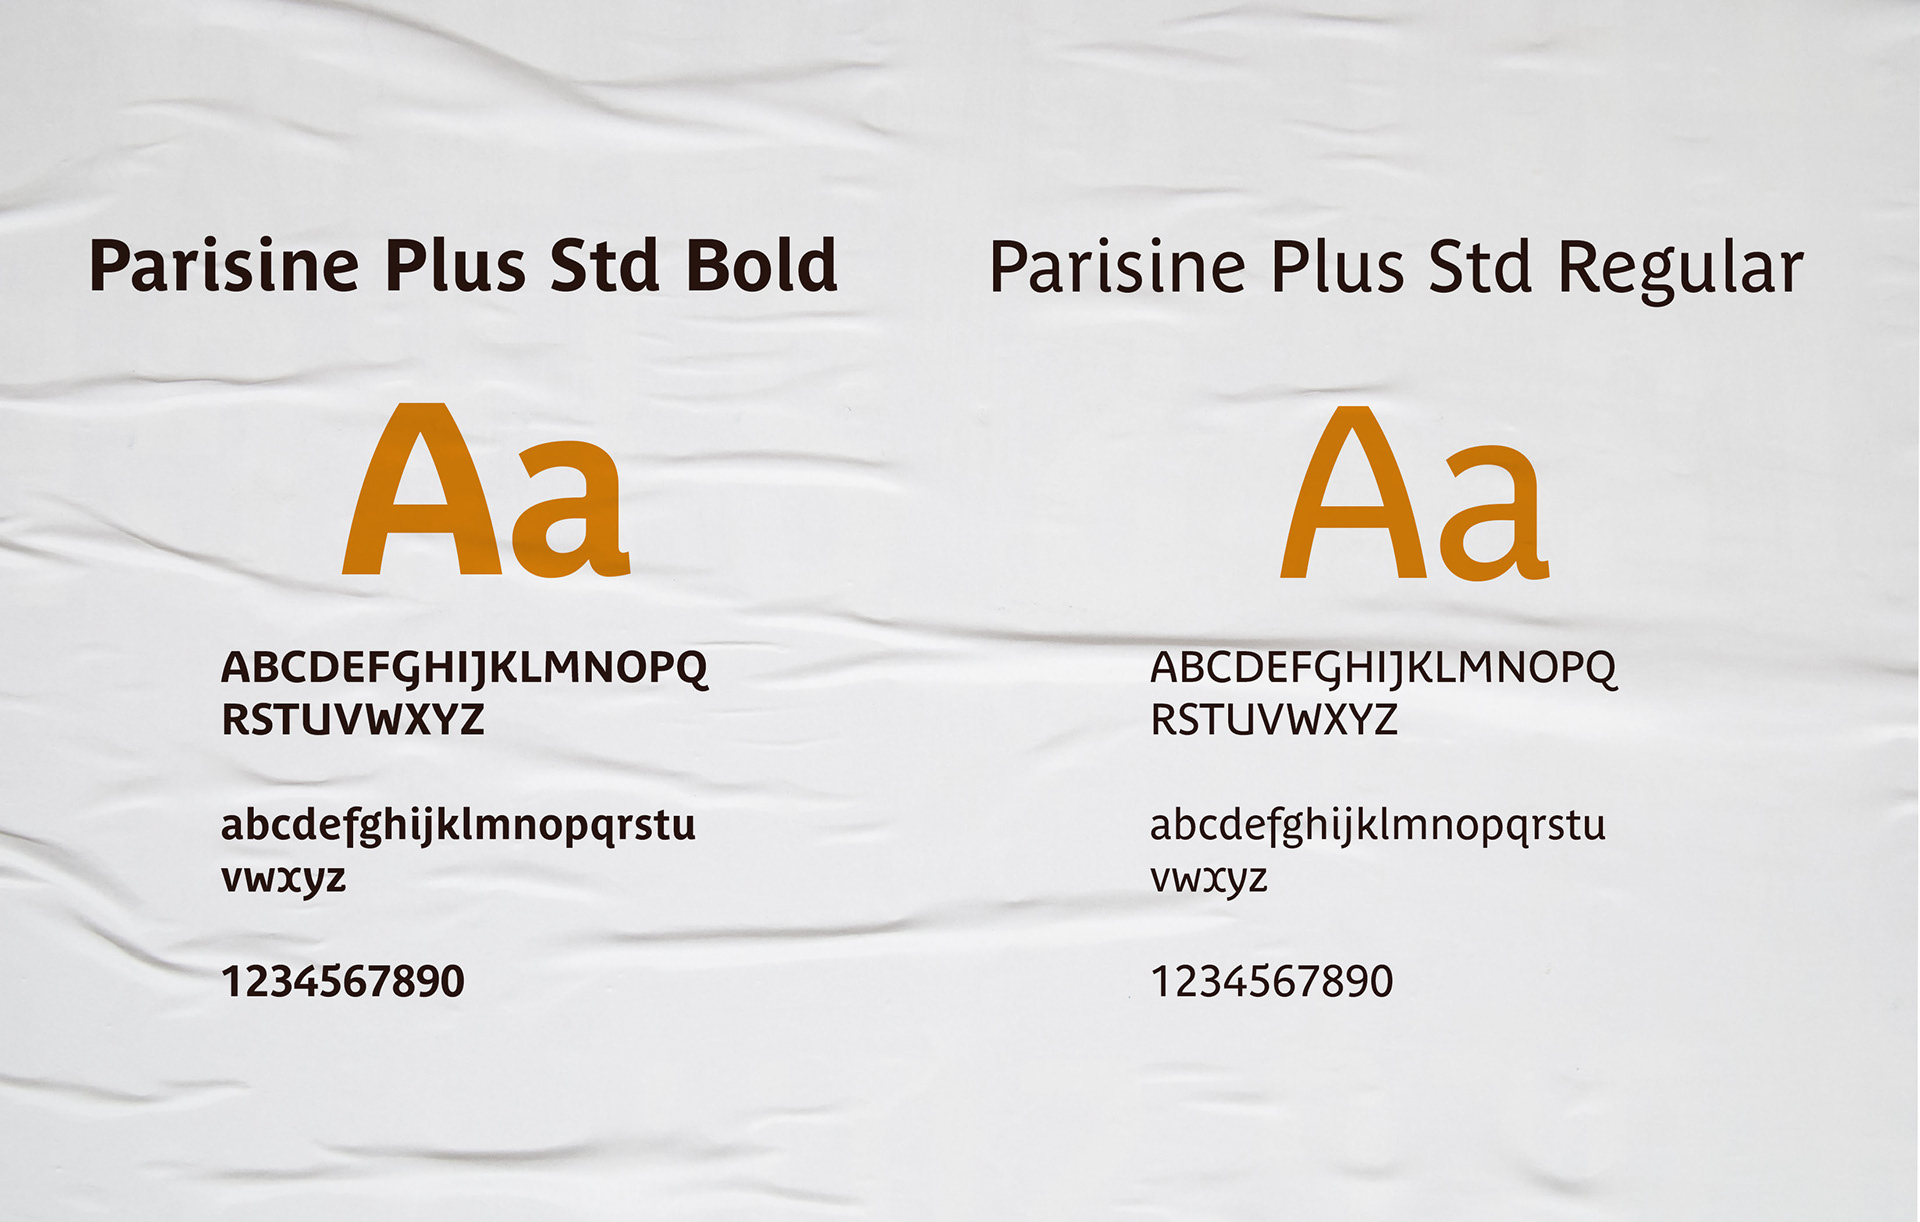 Parisine Plus Std Bold
Aa
ABCDEFGHIJKLMNOPQ
RSTUVWXYZ
abcdefghijklmnopqrstu
vwxyz
1234567890
Parisine Plus Std Regular
Aa
ABCDEFGHIJKLMNOPQ
RSTUVWXYZ
abcdefghijklmnopqrstu
vwxyz
1234567890